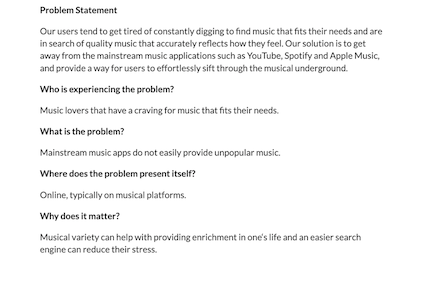 Problem Statement
Our users tend to get tired of constantly digging to find music that fits their needs and are
in search of quality music that accurately reflects how they feel. Our solution is to get
away from the mainstream music applications such as YouTube, Spotify and Apple Music,
and provide a way for users to effortlessly sift through the musical underground.
Who is experiencing the problem?
Music lovers that have a craving for music that fits their needs.
What is the problem?
Mainstream music apps do not easily provide unpopular music.
Where does the problem present itself?
Online, typically on musical platforms.
Why does it matter?
Musical variety can help with providing enrichment in one's life and an easier search
engine can reduce their stress.